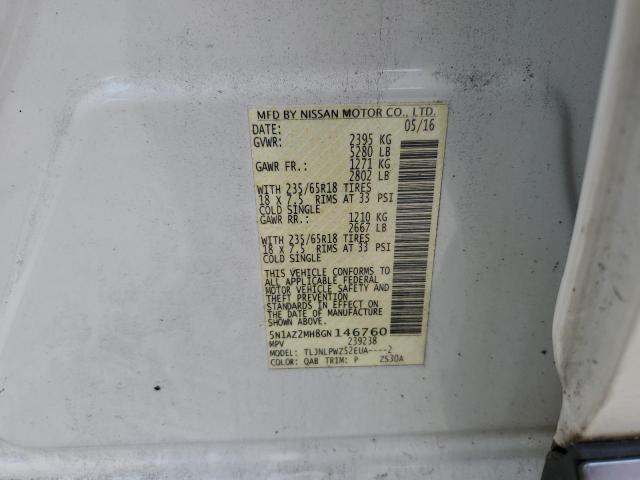 MFD BY NISSAN MOTOR CO., LTD.
DATE: 05/16
GVWR: 2395 KG
5280 LB
GAWR FR.: 1271 KG
2802 LB
WITH 235/65R18 TIRES
18 X 7.5 RIMS AT 33 PSI
COLD SINGLE
GAWR RR.: 1210 KG
2667 LB
WITH 235/65R18 TIRES
18 X 7.5 RIMS AT 33 PSI
COLD SINGLE
THIS VEHICLE CONFORMS TO
ALL APPLICABLE FEDERAL
MOTOR VEHICLE SAFETY AND
THEFT PREVENTION
STANDARDS IN EFFECT ON
THE DATE OF MANUFACTURE
SHOWN ABOVE.
5N1AZ2MH8GN146760
MPV 239238
MODEL: TLJNLPWZ52EUA----2
COLOR: QAB TRIM: P ZS30A